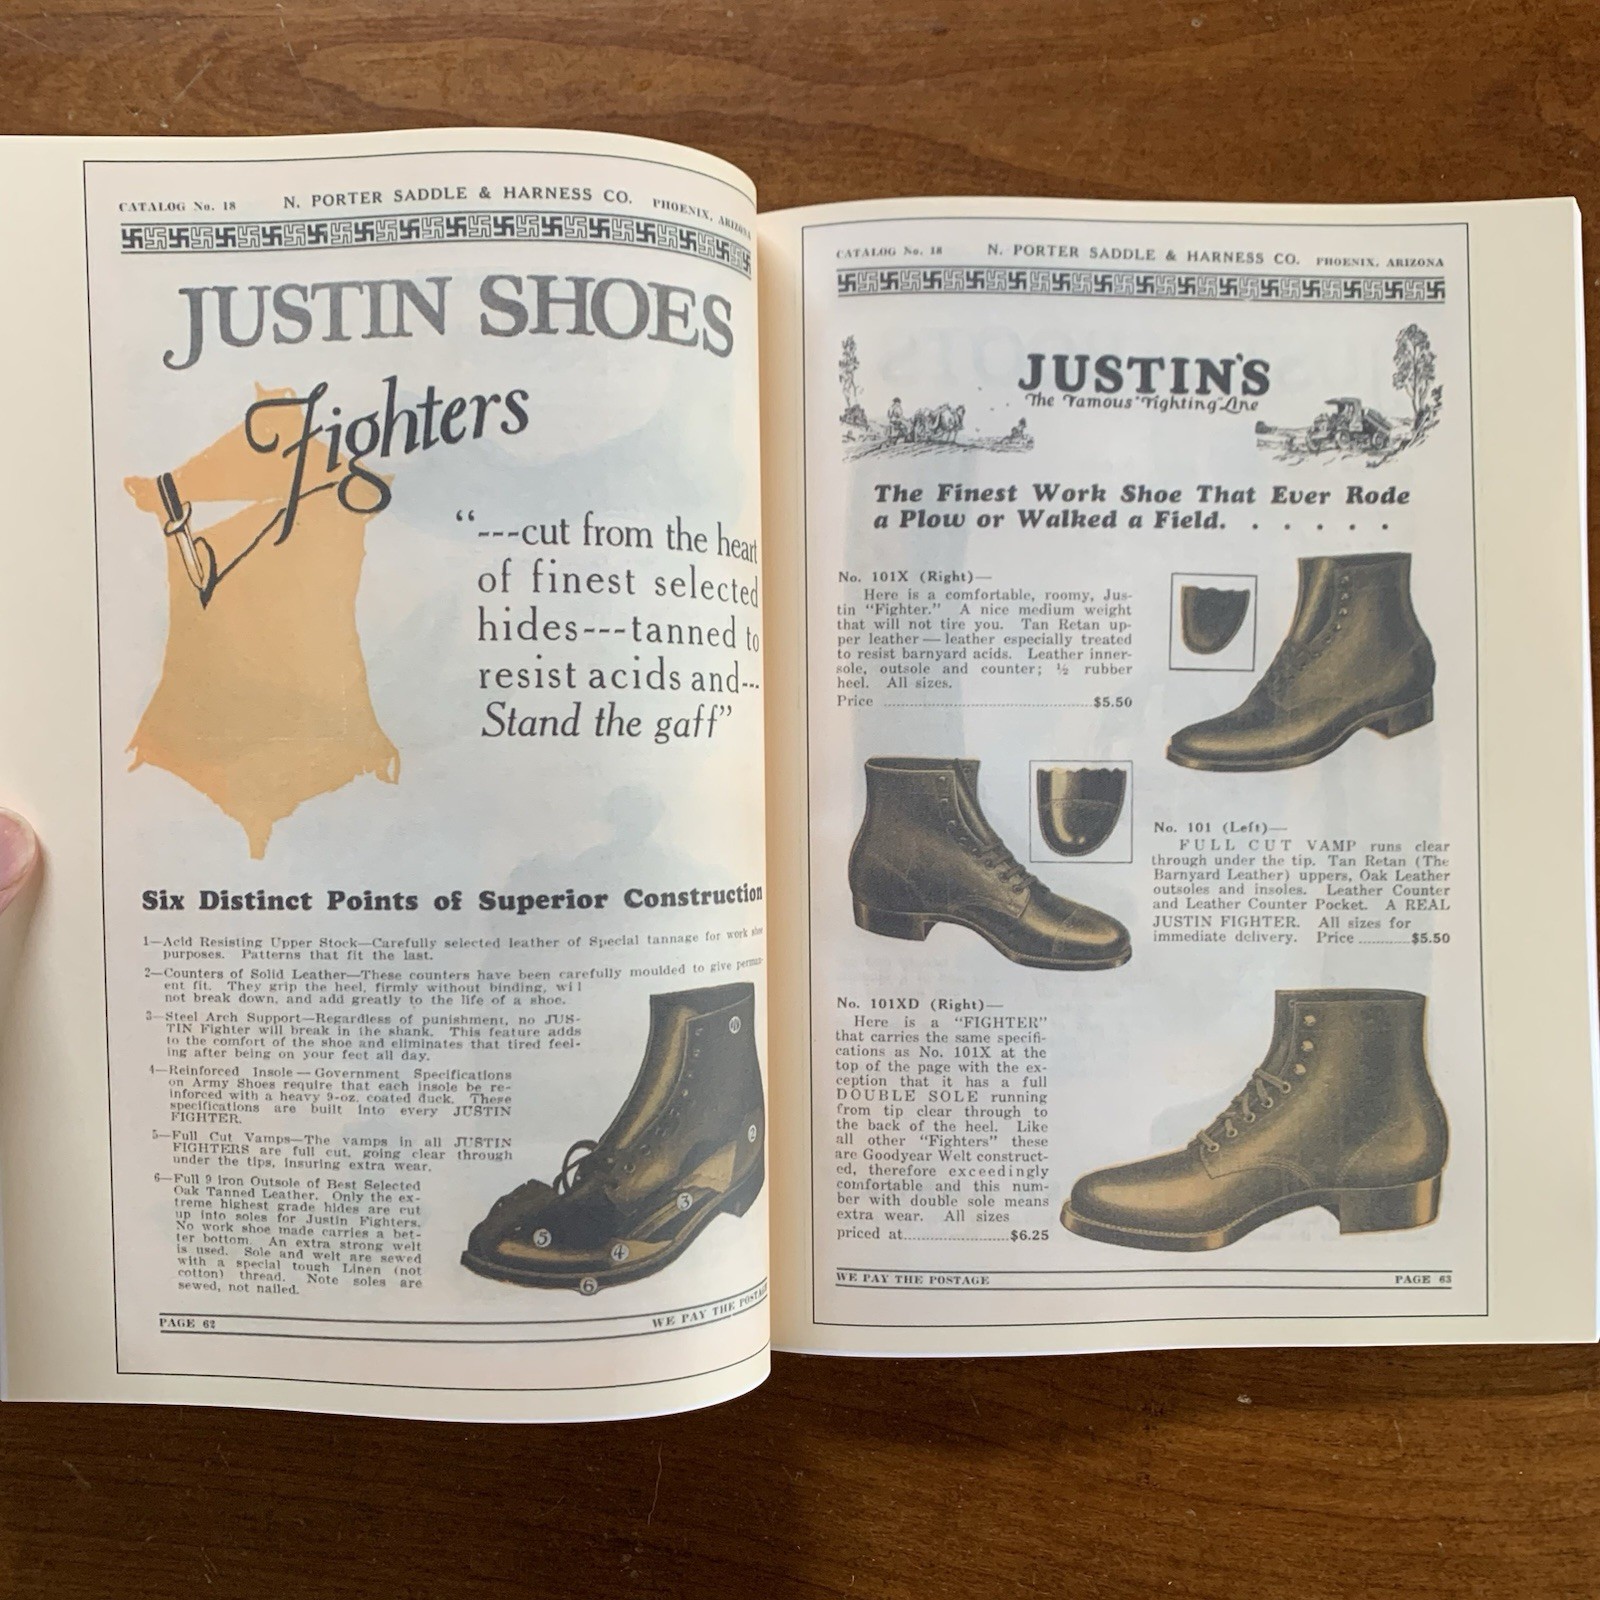 CATALOG No. 18 N. PORTER SADDLE & HARNESS CO. PHOENIX, ARIZONA
JUSTIN SHOES
Fighters
“---cut from the heart
of finest selected
hides---tanned to
resist acids and---
Stand the gaff”
Six Distinct Points of Superior Construction
1—Acid Resisting Upper Stock—Carefully selected leather of Special tannage for work shoe
purposes. Patterns that fit the last.
2—Counters of Solid Leather—These counters have been carefully moulded to give perman-
ent fit. They grip the heel, firmly without binding, will
not break down, and add greatly to the life of a shoe.
3—Steel Arch Support—Regardless of punishment, no JUS-
TIN Fighter will break in the shank. This feature adds
to the comfort of the shoe and eliminates that tired feel-
ing after being on your feet all day.
4—Reinforced Insole—Government Specifications
on Army Shoes require that each insole be re-
inforced with a heavy 9-oz. coated duck. These
specifications are built into every JUSTIN
FIGHTER.
5—Full Cut Vamps—The vamps in all JUSTIN
FIGHTERS are full cut, going clear through
under the tips, insuring extra wear.
6—Full 9 iron Outsole of Best Selected
Oak Tanned Leather. Only the ex-
treme highest grade hides are cut
up into soles for Justin Fighters.
No work shoe made carries a bet-
ter bottom. An extra strong welt
is used. Sole and welt are sewed
with a special tough Linen (not
cotton) thread. Note soles are
sewed, not nailed.
1
2
3
5
4
6
PAGE 62 WE PAY THE POSTAGE
CATALOG No. 18 N. PORTER SADDLE & HARNESS CO. PHOENIX, ARIZONA
JUSTIN'S
The Famous "Fighting" Line
The Finest Work Shoe That Ever Rode
a Plow or Walked a Field. . . . . .
No. 101X (Right)—
Here is a comfortable, roomy, Jus-
tin “Fighter.” A nice medium weight
that will not tire you. Tan Retan up-
per leather—leather especially treated
to resist barnyard acids. Leather inner-
sole, outsole and counter; ½ rubber
heel. All sizes.
Price ........................................ $5.50
No. 101 (Left)—
FULL CUT VAMP runs clear
through under the tip. Tan Retan (The
Barnyard Leather) uppers, Oak Leather
outsoles and insoles. Leather Counter
and Leather Counter Pocket. A REAL
JUSTIN FIGHTER. All sizes for
immediate delivery. Price ..........$5.50
No. 101XD (Right)—
Here is a “FIGHTER”
that carries the same specifi-
cations as No. 101X at the
top of the page with the ex-
ception that it has a full
DOUBLE SOLE running
from tip clear through to
the back of the heel. Like
all other “Fighters” these
are Goodyear Welt construct-
ed, therefore exceedingly
comfortable and this num-
ber with double sole means
extra wear. All sizes
priced at....................$6.25
WE PAY THE POSTAGE PAGE 63